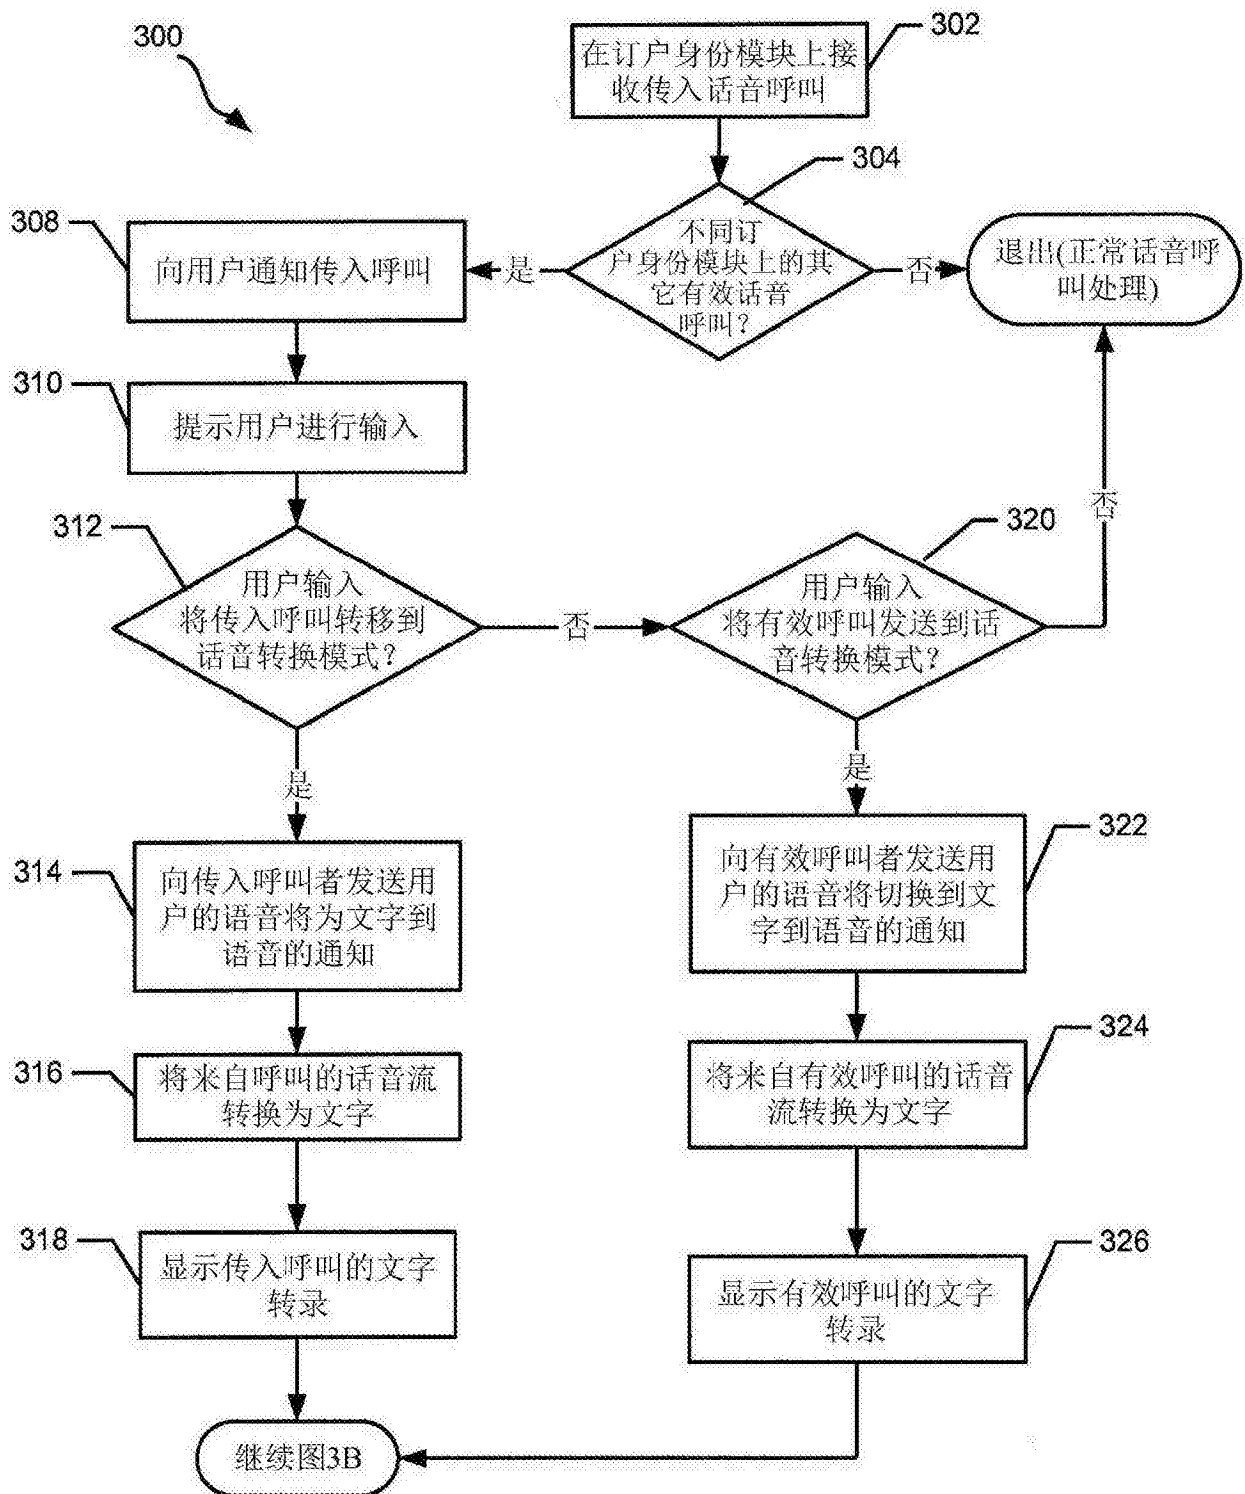 300
302
在订户身份模块上接
收传入话音呼叫
304
不同订
户身份模块上的其
它有效话音
呼叫？
是
否
退出(正常话音呼
叫处理)
308
向用户通知传入呼叫
310
提示用户进行输入
312
用户输入
将传入呼叫转移到
话音转换模式？
否
320
用户输入
将有效呼叫发送到话
音转换模式？
否
是
是
314
向传入呼叫者发送用
户的语音将为文字到
语音的通知
322
向有效呼叫者发送用
户的语音将切换到文
字到语音的通知
316
将来自呼叫的话音流
转换为文字
324
将来自有效呼叫的话音
流转换为文字
318
显示传入呼叫的文字
转录
326
显示有效呼叫的文字
转录
继续图3B